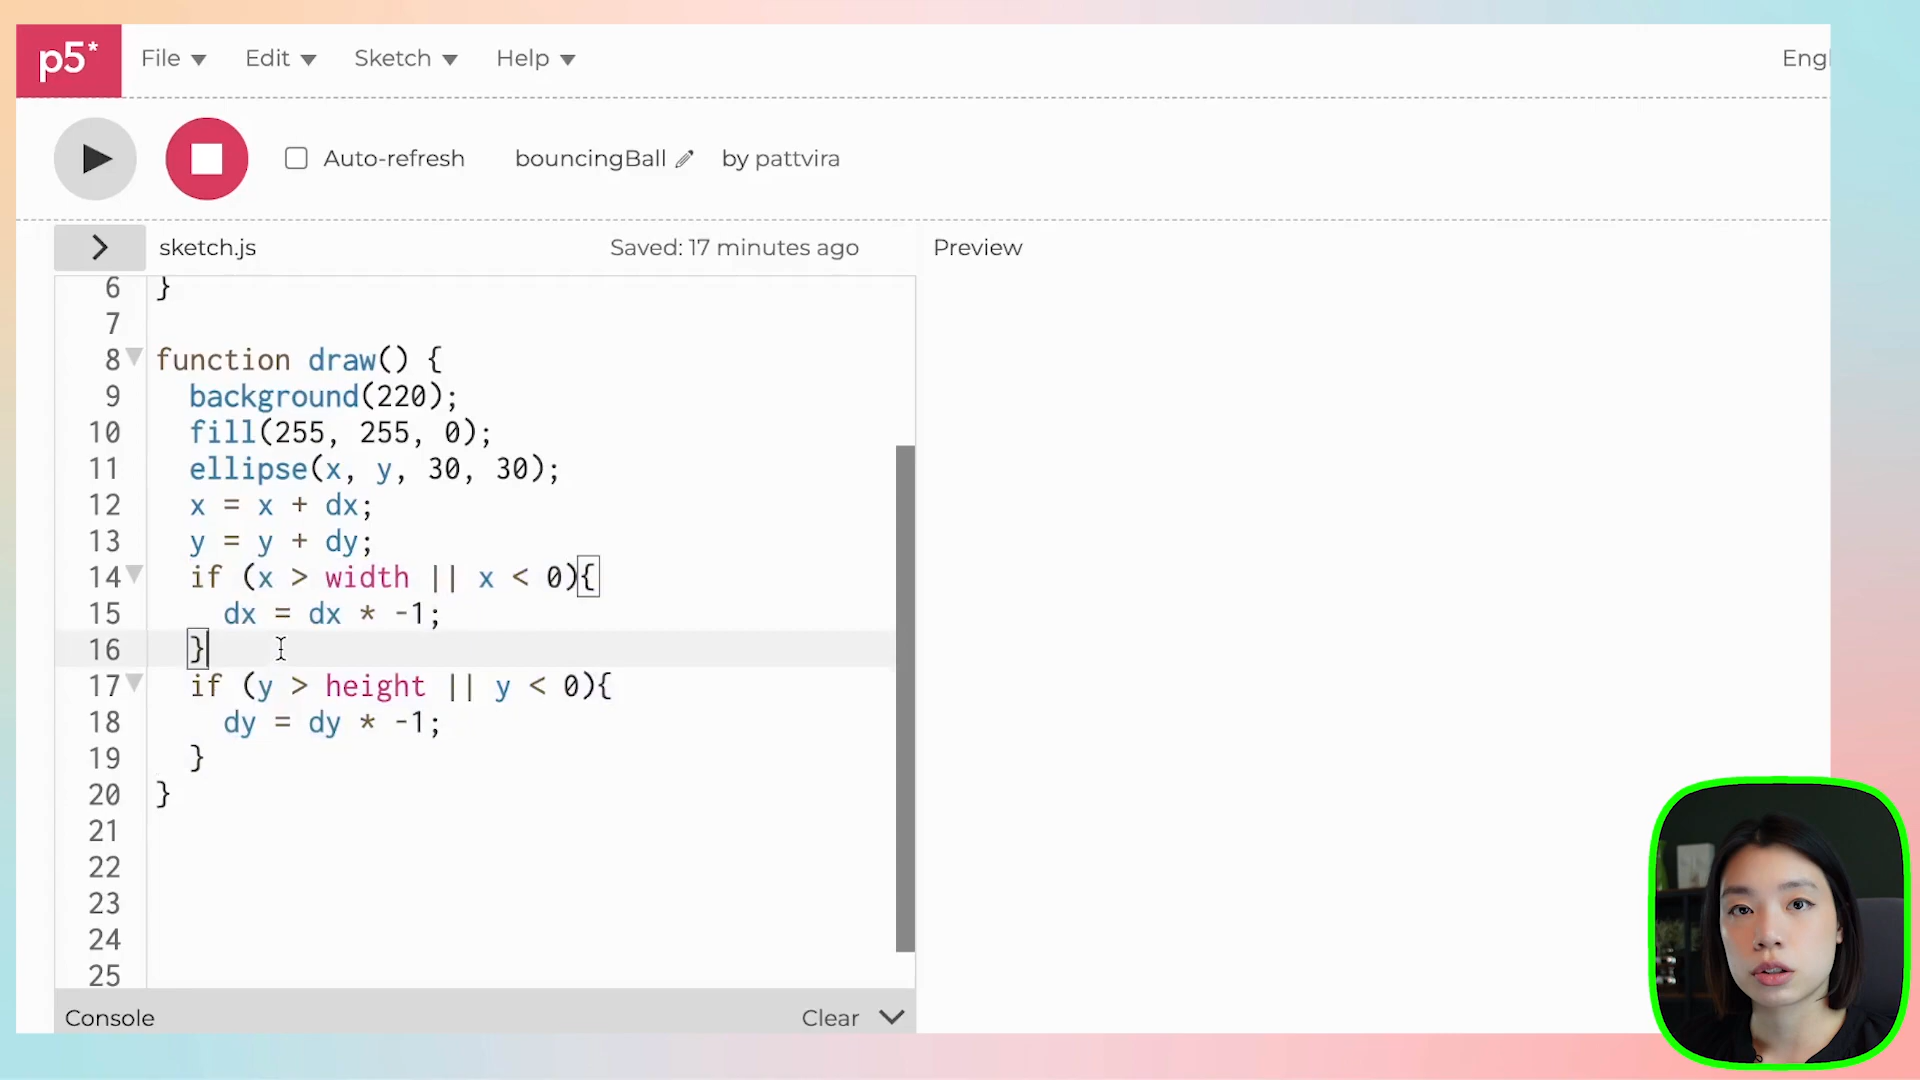 p5* File Edit Sketch Help Engl
Auto-refresh bouncingBall by pattvira
sketch.js Saved: 17 minutes ago Preview
6 }
7
8 function draw() {
9 background(220);
10 fill(255, 255, 0);
11 ellipse(x, y, 30, 30);
12 x = x + dx;
13 y = y + dy;
14 if (x > width || x < 0){
15 dx = dx * -1;
16 }
17 if (y > height || y < 0){
18 dy = dy * -1;
19 }
20 }
21
22
23
24
25
Console Clear